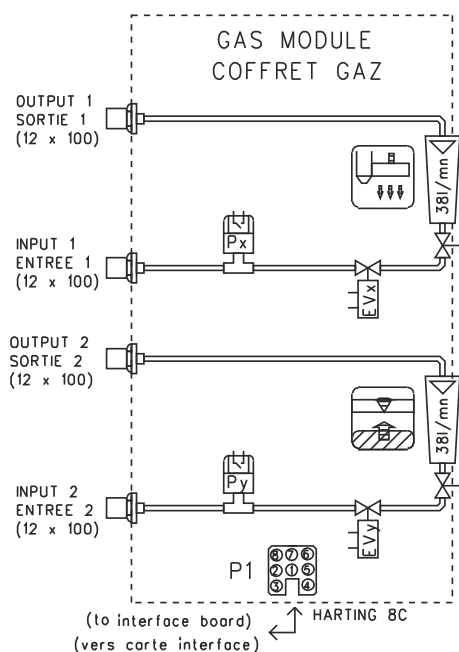 GAS MODULE
COFFRET GAZ
OUTPUT 1
SORTIE 1
(12 x 100)
38l/mn
Px
INPUT 1
ENTREE 1
(12 x 100)
EVx
OUTPUT 2
SORTIE 2
(12 x 100)
38l/mn
Py
INPUT 2
ENTREE 2
(12 x 100)
EVy
P1
8 7 6
2 1 5
3 4
HARTING 8C
(to interface board)
(vers carte interface)